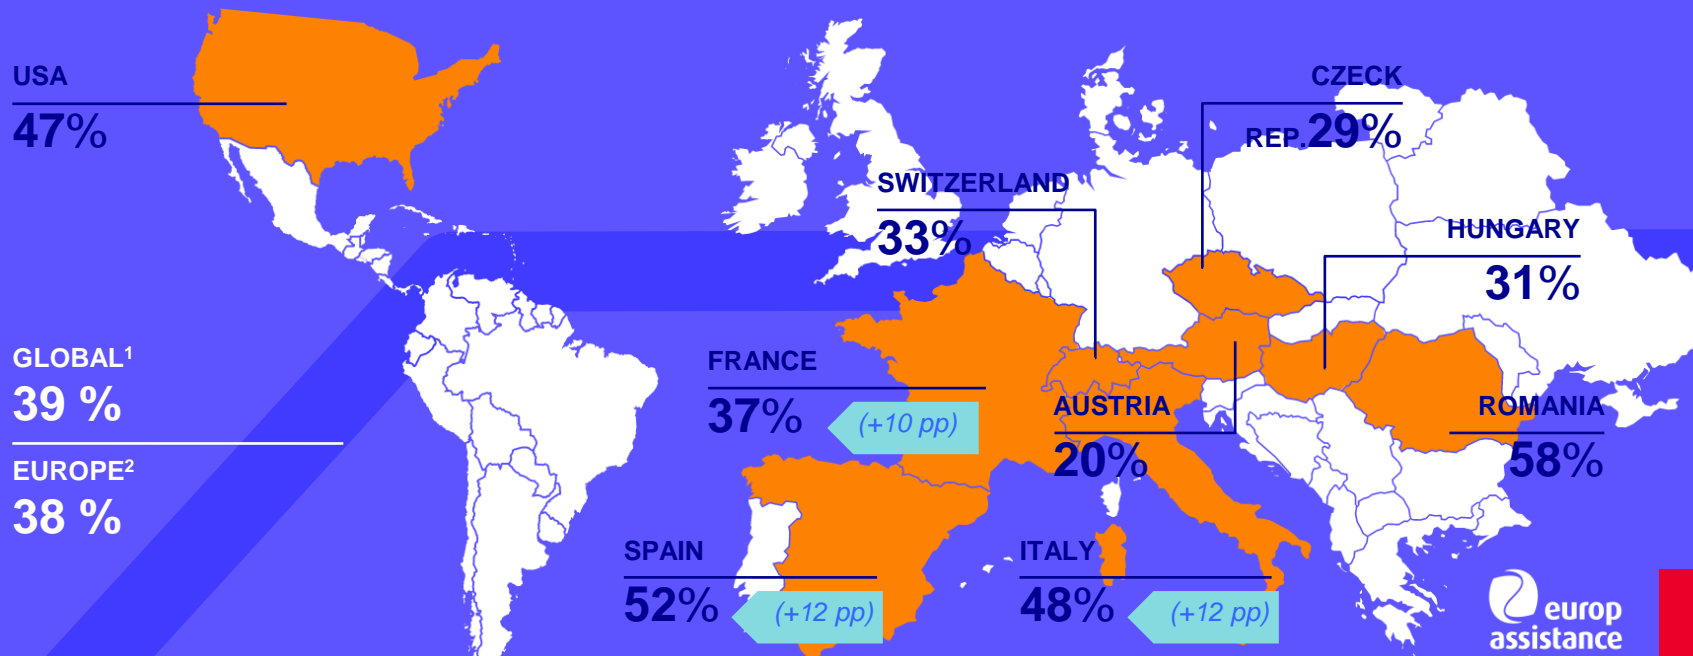 USA
47%
GLOBAL¹
39 %
EUROPE²
38 %
CZECK
REP.29%
SWITZERLAND
33%
HUNGARY
31%
FRANCE
37%
(+10 pp)
AUSTRIA
20%
ROMANIA
58%
SPAIN
52%
(+12 pp)
ITALY
48%
(+12 pp)
europ
assistance